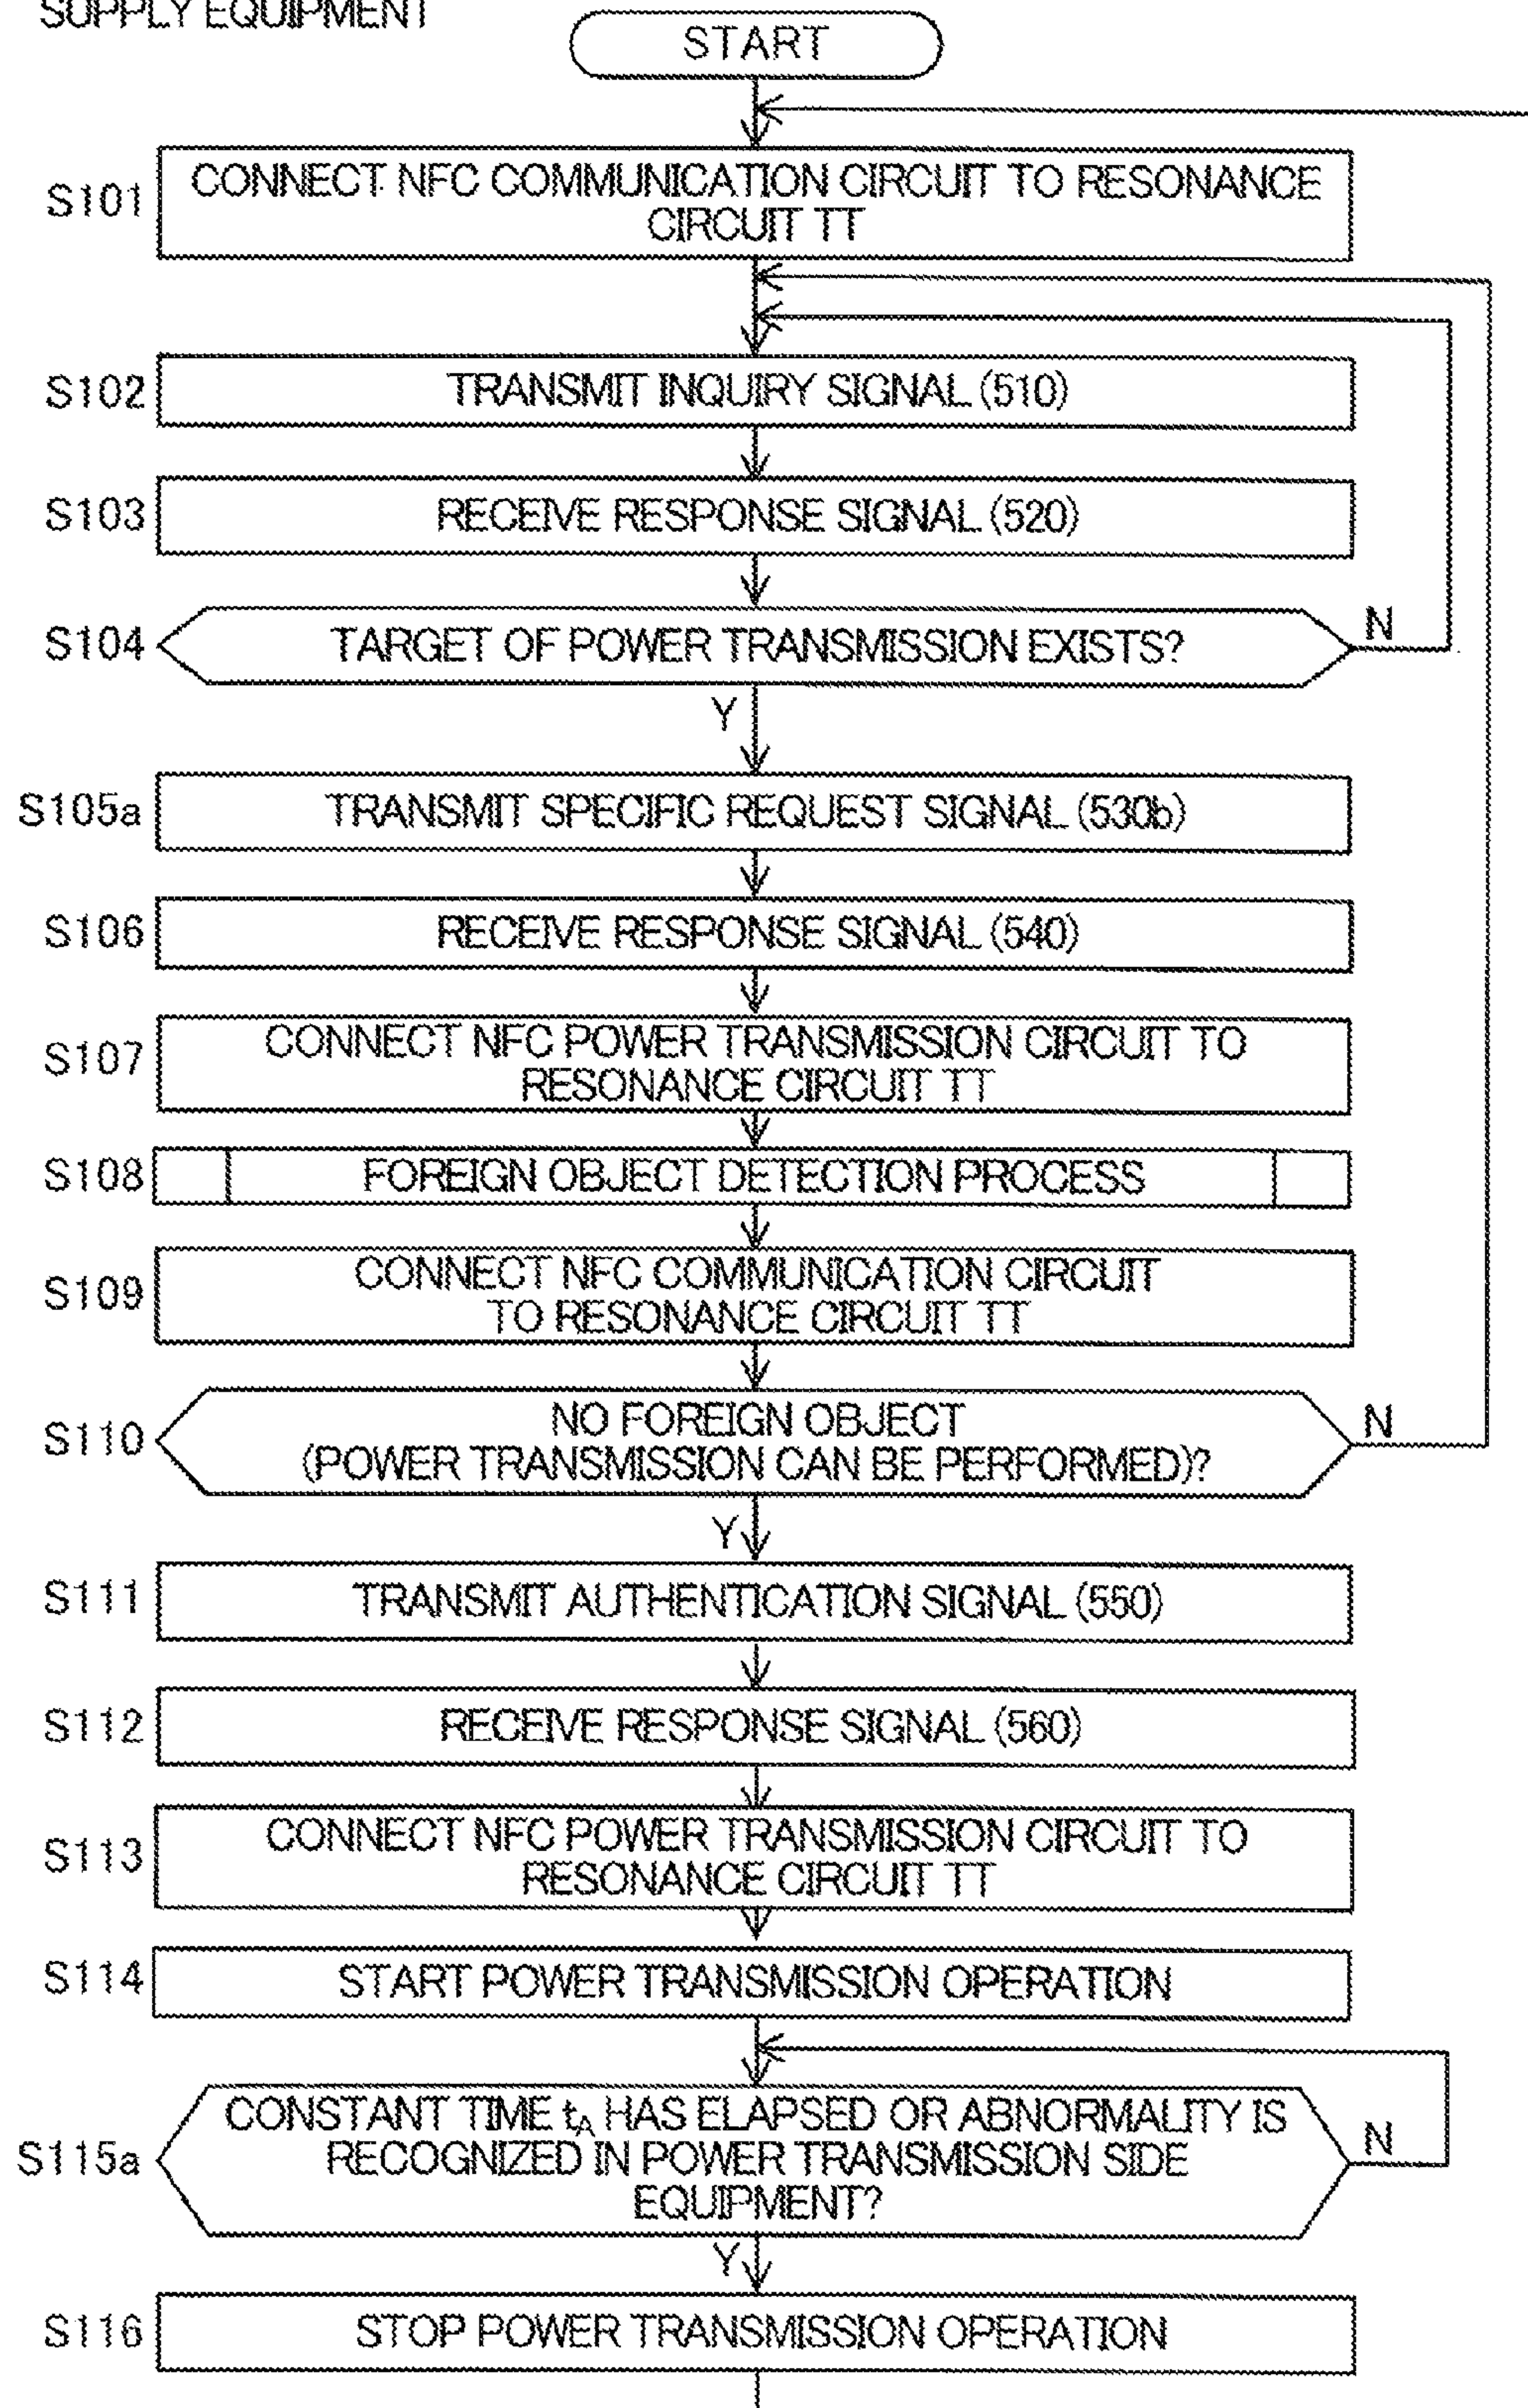 SUPPLY EQUIPMENT
START
S101
CONNECT NFC COMMUNICATION CIRCUIT TO RESONANCE
CIRCUIT TT
S102
TRANSMIT INQUIRY SIGNAL (510)
S103
RECEIVE RESPONSE SIGNAL (520)
S104
TARGET OF POWER TRANSMISSION EXISTS?
N
Y
S105a
TRANSMIT SPECIFIC REQUEST SIGNAL (530b)
S106
RECEIVE RESPONSE SIGNAL (540)
S107
CONNECT NFC POWER TRANSMISSION CIRCUIT TO
RESONANCE CIRCUIT TT
S108
FOREIGN OBJECT DETECTION PROCESS
S109
CONNECT NFC COMMUNICATION CIRCUIT
TO RESONANCE CIRCUIT TT
S110
NO FOREIGN OBJECT
(POWER TRANSMISSION CAN BE PERFORMED)?
N
Y
S111
TRANSMIT AUTHENTICATION SIGNAL (550)
S112
RECEIVE RESPONSE SIGNAL (560)
S113
CONNECT NFC POWER TRANSMISSION CIRCUIT TO
RESONANCE CIRCUIT TT
S114
START POWER TRANSMISSION OPERATION
S115a
CONSTANT TIME tA HAS ELAPSED OR ABNORMALITY IS
RECOGNIZED IN POWER TRANSMISSION SIDE
EQUIPMENT?
N
Y
S116
STOP POWER TRANSMISSION OPERATION